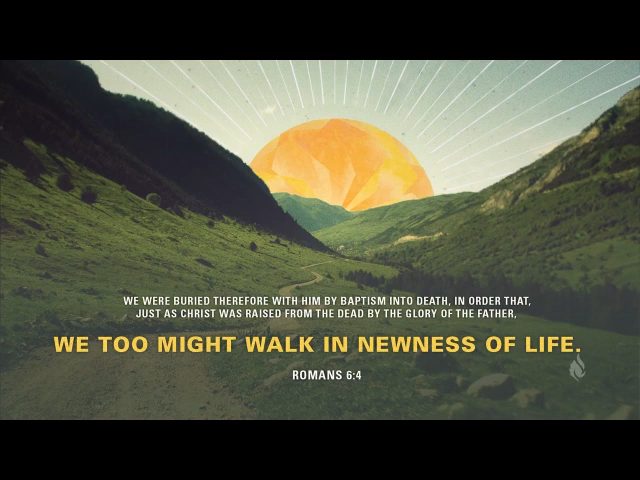 WE WERE BURIED THEREFORE WITH HIM BY BAPTISM INTO DEATH, IN ORDER THAT,
JUST AS CHRIST WAS RAISED FROM THE DEAD BY THE GLORY OF THE FATHER,
WE TOO MIGHT WALK IN NEWNESS OF LIFE.
ROMANS 6:4